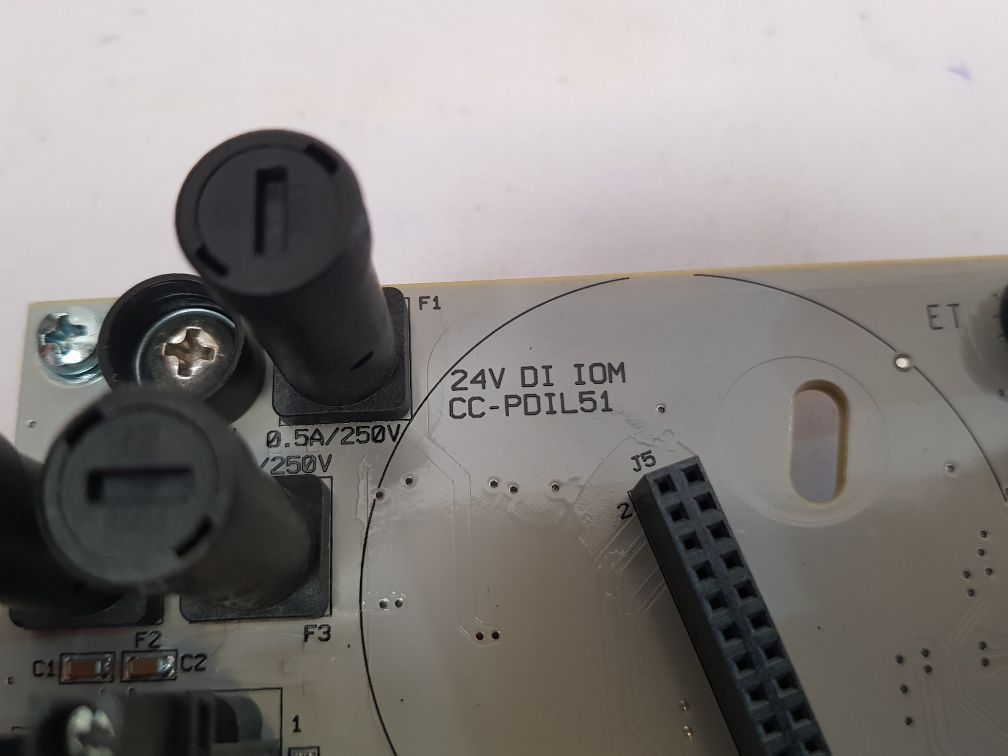 F1
ET
24V DI IOM
CC-PDIL51
0.5A/250V
/250V
J5
2
F3
F2
C1
C2
1